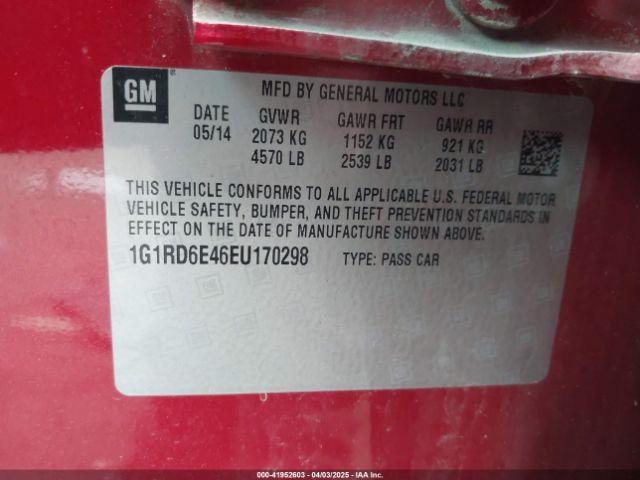 GM
MFD BY GENERAL MOTORS LLC
DATE GVWR GAWR FRT GAWR RR
05/14 2073 KG 1152 KG 921 KG
4570 LB 2539 LB 2031 LB
THIS VEHICLE CONFORMS TO ALL APPLICABLE U.S. FEDERAL MOTOR
VEHICLE SAFETY, BUMPER, AND THEFT PREVENTION STANDARDS IN
EFFECT ON THE DATE OF MANUFACTURE SHOWN ABOVE.
1G1RD6E46EU170298 TYPE: PASS CAR
000-41952603 - 04/03/2025 - IAA, Inc.